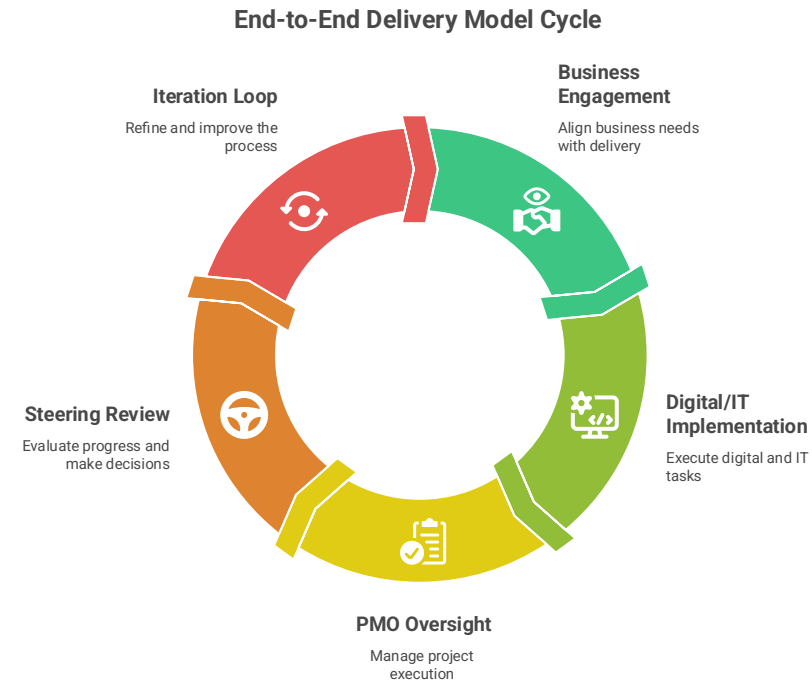 End-to-End Delivery Model Cycle
Business
Engagement
Align business needs
with delivery
Iteration Loop
Refine and improve the
process
Digital/IT
Implementation
Execute digital and IT
tasks
Steering Review
Evaluate progress and
make decisions
PMO Oversight
Manage project
execution